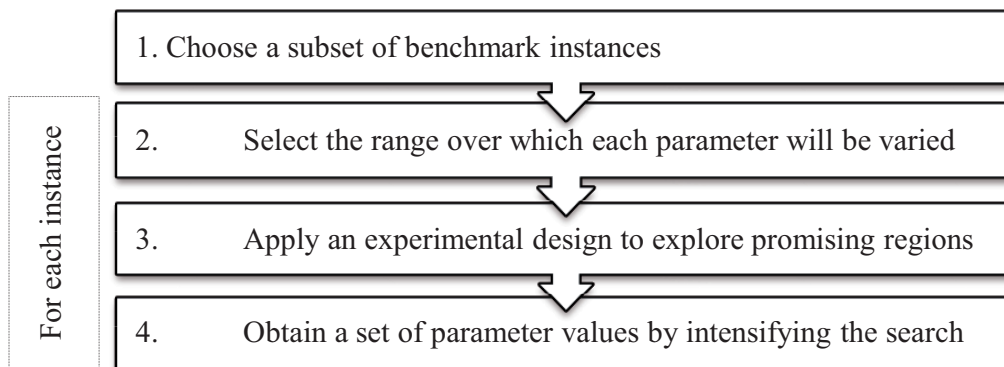 1. Choose a subset of benchmark instances
For each instance
2. Select the range over which each parameter will be varied
3. Apply an experimental design to explore promising regions
4. Obtain a set of parameter values by intensifying the search